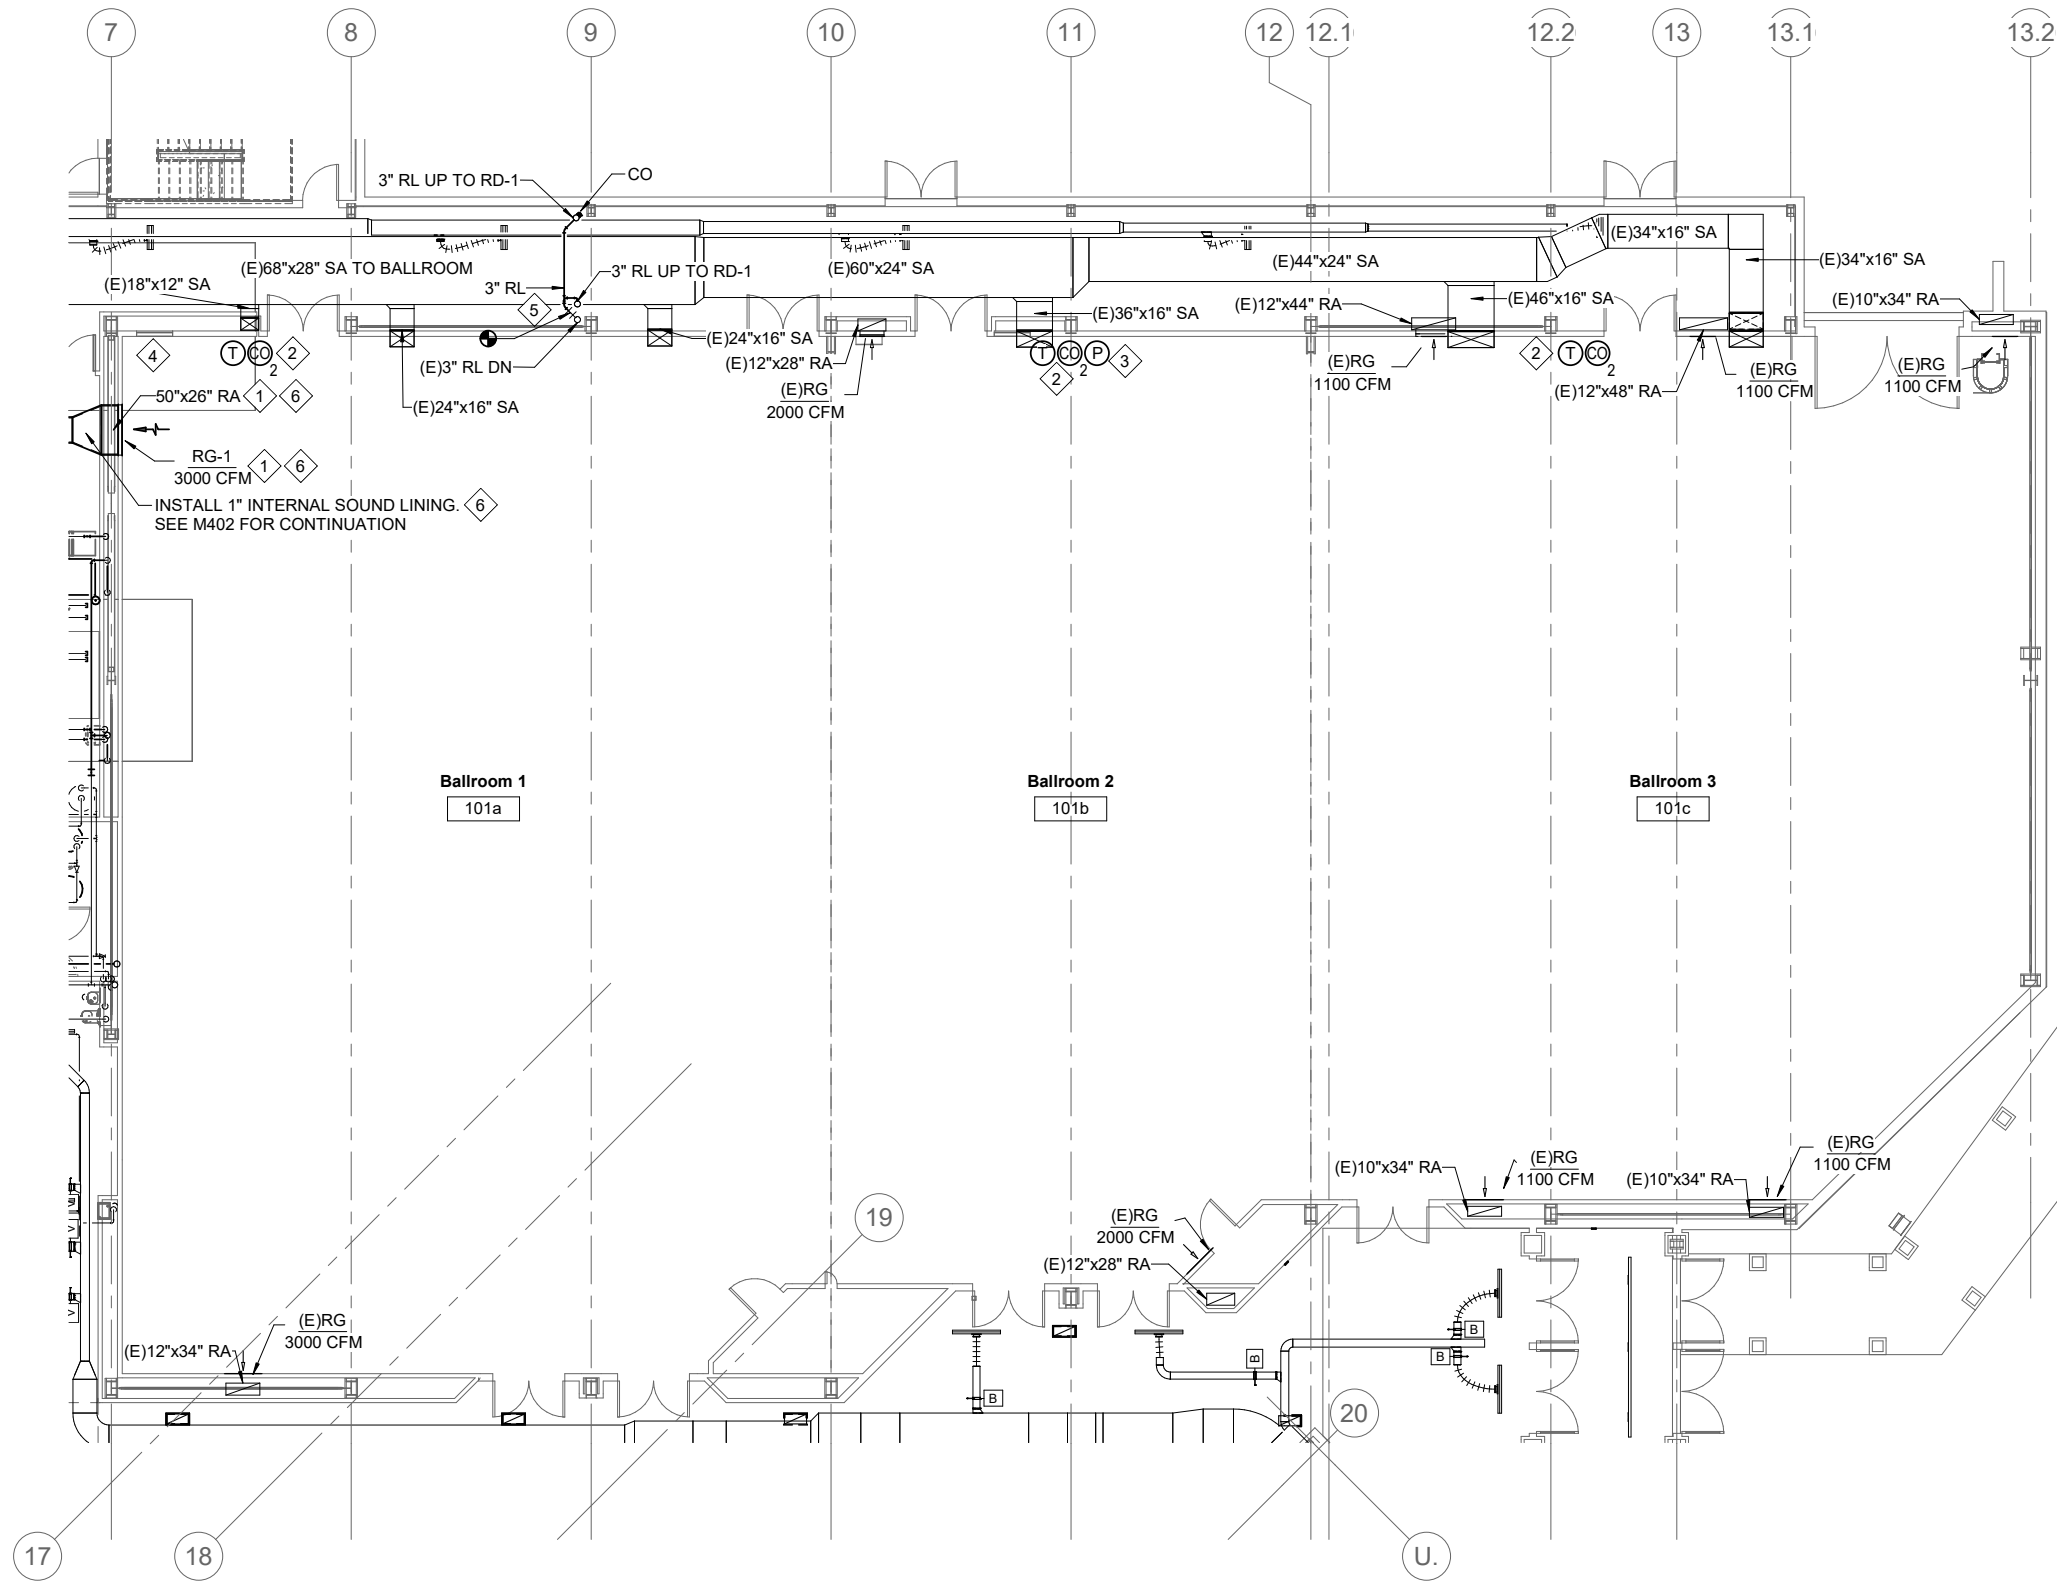 7
8
9
10
11
12
12.1
12.2
13
13.1
13.2
3" RL UP TO RD-1
CO
(E)68"x28" SA TO BALLROOM
(E)18"x12" SA
3" RL
3" RL UP TO RD-1
(E)60"x24" SA
(E)44"x24" SA
(E)34"x16" SA
(E)34"x16" SA
(E)10"x34" RA
(E)12"x44" RA
(E)46"x16" SA
(E)36"x16" SA
5
(E)24"x16" SA
(E)3" RL DN
(E)12"x28" RA
(E)RG
2000 CFM
(E)24"x16" SA
4
T
CO2
2
T
CO2
P
3
2
(E)RG
1100 CFM
2
T
CO2
(E)12"x48" RA
(E)RG
1100 CFM
(E)RG
1100 CFM
50"x26" RA
1
6
RG-1
3000 CFM
1
6
INSTALL 1" INTERNAL SOUND LINING.
6
SEE M402 FOR CONTINUATION
Ballroom 1
101a
Ballroom 2
101b
Ballroom 3
101c
(E)10"x34" RA
(E)RG
1100 CFM
(E)10"x34" RA
(E)RG
1100 CFM
19
(E)RG
2000 CFM
(E)12"x28" RA
(E)RG
3000 CFM
(E)12"x34" RA
B
B
B
B
20
17
18
U.